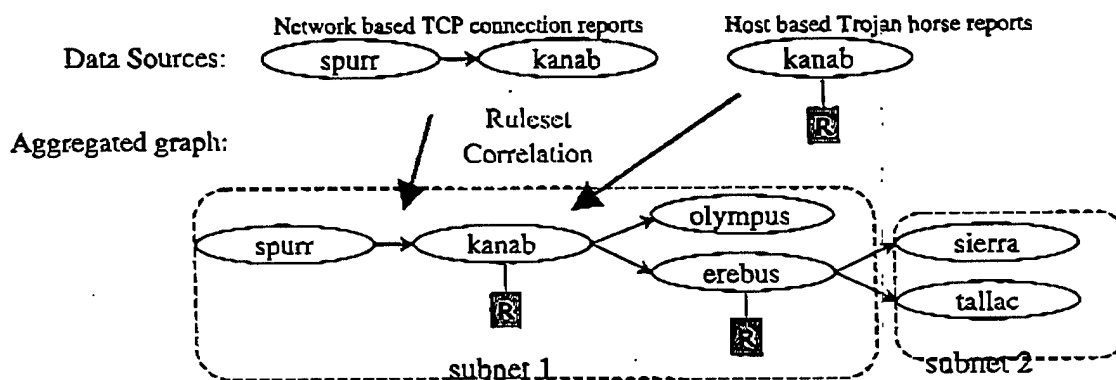 Network based TCP connection reports
Host based Trojan horse reports
Data Sources:
spurr
kanab
kanab
R
Ruleset
Correlation
Aggregated graph:
olympus
spurr
kanab
sierra
erebus
tallac
R
R
subnet 1
subnet 2